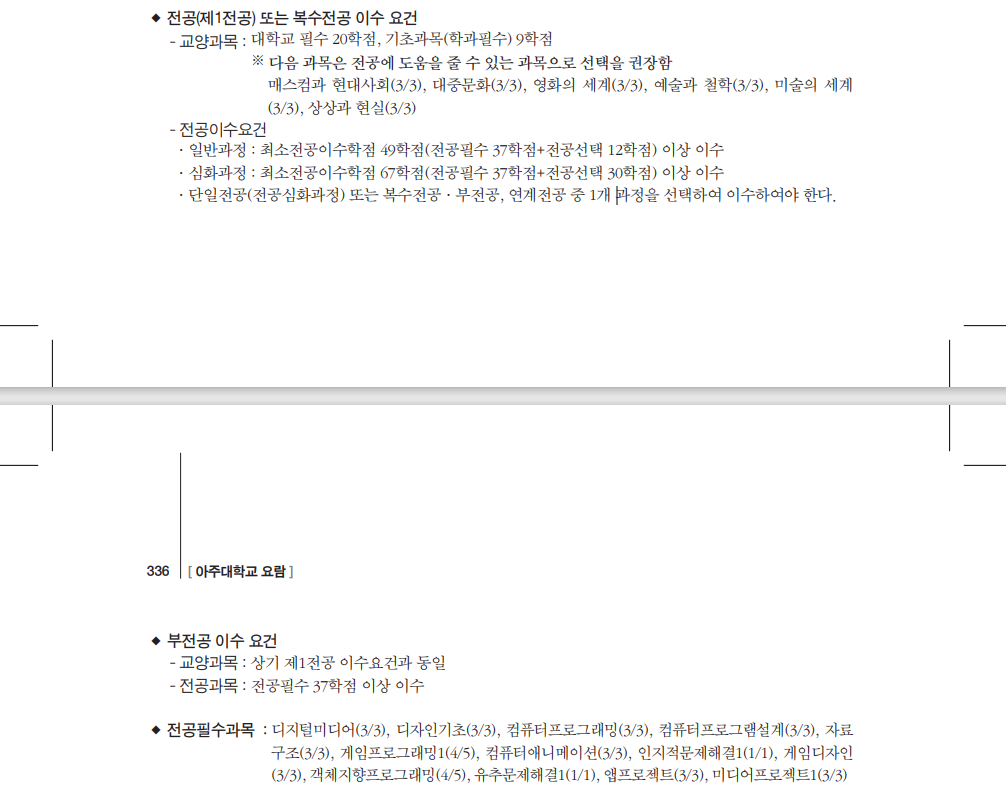 ◆ 전공(제1전공) 또는 복수전공 이수 요건
- 교양과목 : 대학교 필수 20학점, 기초과목(학과필수) 9학점
※ 다음 과목은 전공에 도움을 줄 수 있는 과목으로 선택을 권장함
매스컴과 현대사회(3/3), 대중문화(3/3), 영화의 세계(3/3), 예술과 철학(3/3), 미술의 세계
(3/3), 상상과 현실(3/3)
- 전공이수요건
· 일반과정 : 최소전공이수학점 49학점(전공필수 37학점+전공선택 12학점) 이상 이수
· 심화과정 : 최소전공이수학점 67학점(전공필수 37학점+전공선택 30학점) 이상 이수
· 단일전공(전공심화과정) 또는 복수전공 · 부전공, 연계전공 중 1개 과정을 선택하여 이수하여야 한다.
336 [ 아주대학교 요람 ]
◆ 부전공 이수 요건
- 교양과목 : 상기 제1전공 이수요건과 동일
- 전공과목 : 전공필수 37학점 이상 이수
◆ 전공필수과목 : 디지털미디어(3/3), 디자인기초(3/3), 컴퓨터프로그래밍(3/3), 컴퓨터프로그램설계(3/3), 자료
구조(3/3), 게임프로그래밍1(4/5), 컴퓨터애니메이션(3/3), 인지적문제해결1(1/1), 게임디자인
(3/3), 객체지향프로그래밍(4/5), 유추문제해결1(1/1), 앱프로젝트(3/3), 미디어프로젝트1(3/3)